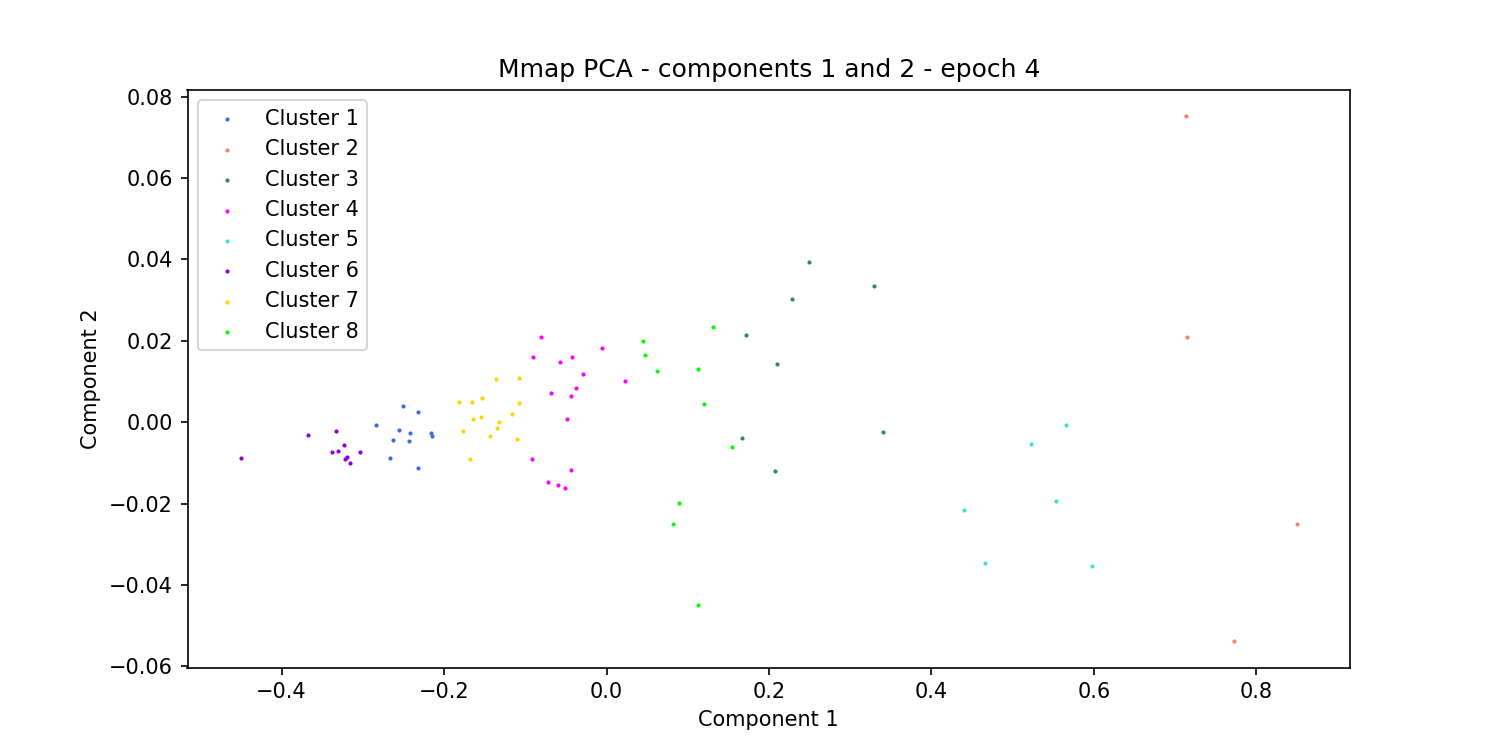 Mmap PCA - components 1 and 2 - epoch 4
0.08
0.06
0.04
0.02
0.00
−0.02
−0.04
−0.06
Component 2
Cluster 1
Cluster 2
Cluster 3
Cluster 4
Cluster 5
Cluster 6
Cluster 7
Cluster 8
−0.4 −0.2 0.0 0.2 0.4 0.6 0.8
Component 1